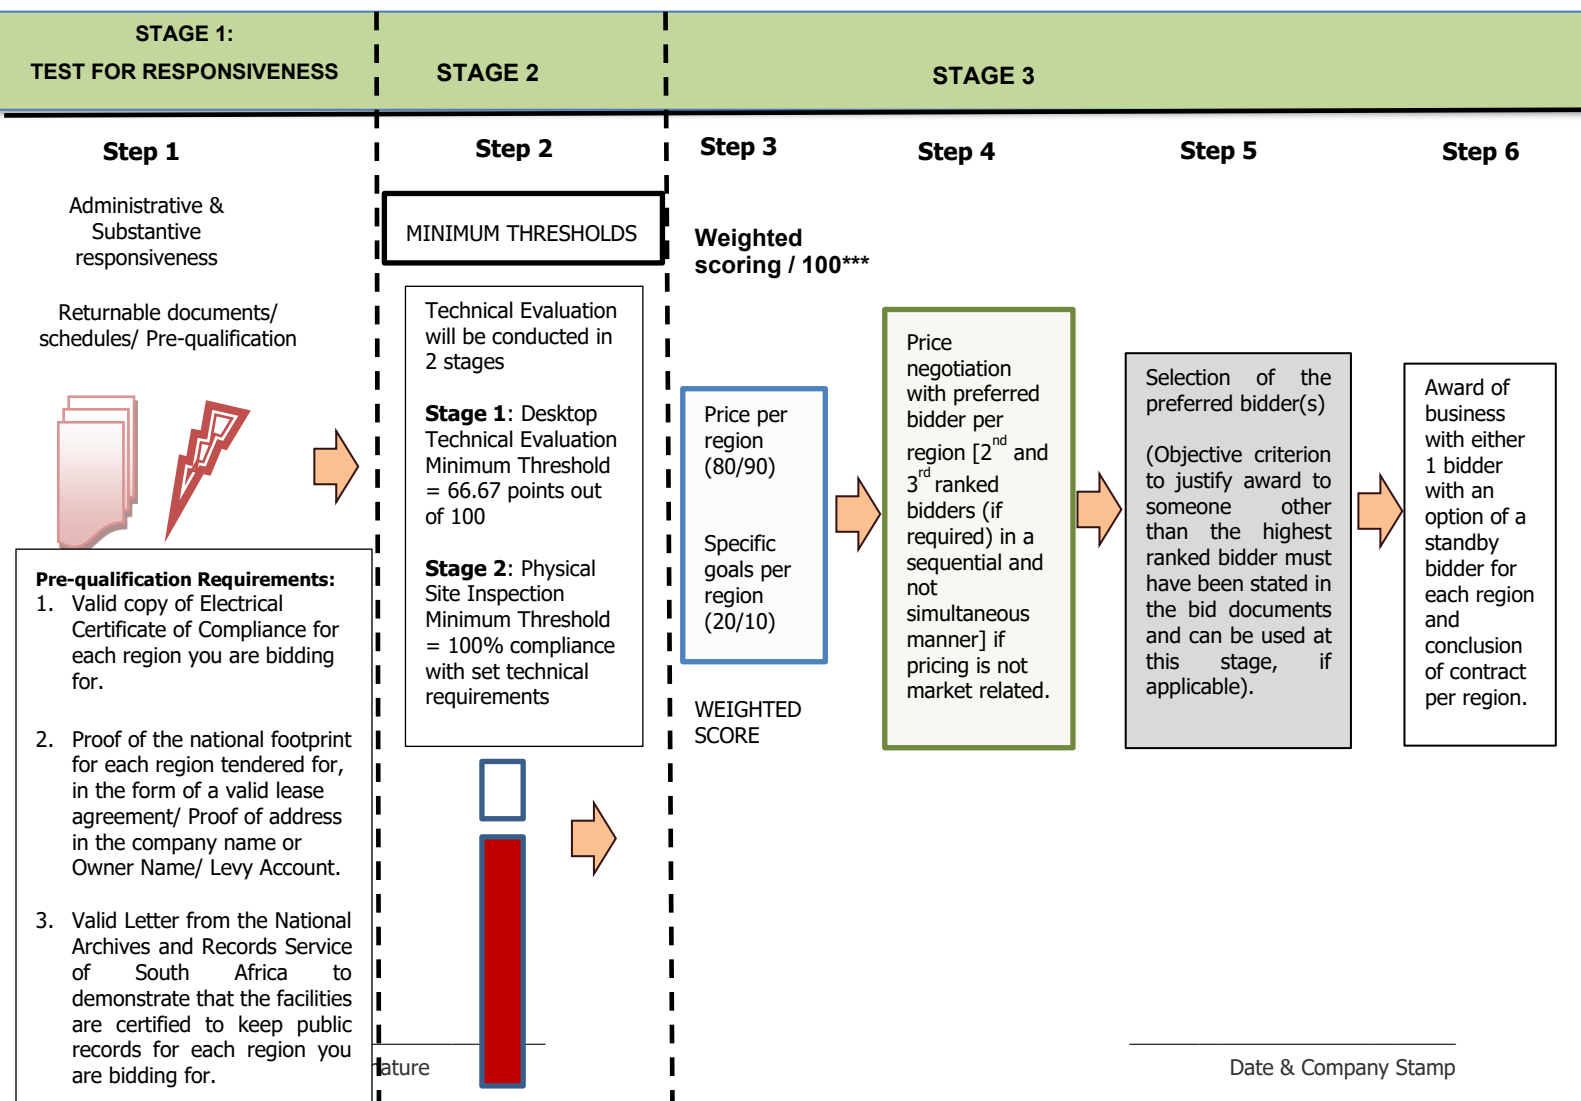 STAGE 1:
TEST FOR RESPONSIVENESS
STAGE 2
STAGE 3
Step 1
Administrative &
Substantive
responsiveness
Returnable documents/
schedules/ Pre-qualification
Pre-qualification Requirements:
1. Valid copy of Electrical
Certificate of Compliance for
each region you are bidding
for.
2. Proof of the national footprint
for each region tendered for,
in the form of a valid lease
agreement/ Proof of address
in the company name or
Owner Name/ Levy Account.
3. Valid Letter from the National
Archives and Records Service
of South Africa to
demonstrate that the facilities
are certified to keep public
records for each region you
are bidding for.
Step 2
MINIMUM THRESHOLDS
Technical Evaluation
will be conducted in
2 stages
Stage 1: Desktop
Technical Evaluation
Minimum Threshold
= 66.67 points out
of 100
Stage 2: Physical
Site Inspection
Minimum Threshold
= 100% compliance
with set technical
requirements
Step 3
Weighted
scoring / 100***
Price per
region
(80/90)
Specific
goals per
region
(20/10)
WEIGHTED
SCORE
Step 4
Price
negotiation
with preferred
bidder per
region [2nd and
3rd ranked
bidders (if
required) in a
sequential and
not
simultaneous
manner] if
pricing is not
market related.
Step 5
Selection of the
preferred bidder(s)
(Objective criterion
to justify award to
someone other
than the highest
ranked bidder must
have been stated in
the bid documents
and can be used at
this stage, if
applicable).
Step 6
Award of
business
with either
1 bidder
with an
option of a
standby
bidder for
each region
and
conclusion
of contract
per region.
nature
Date & Company Stamp